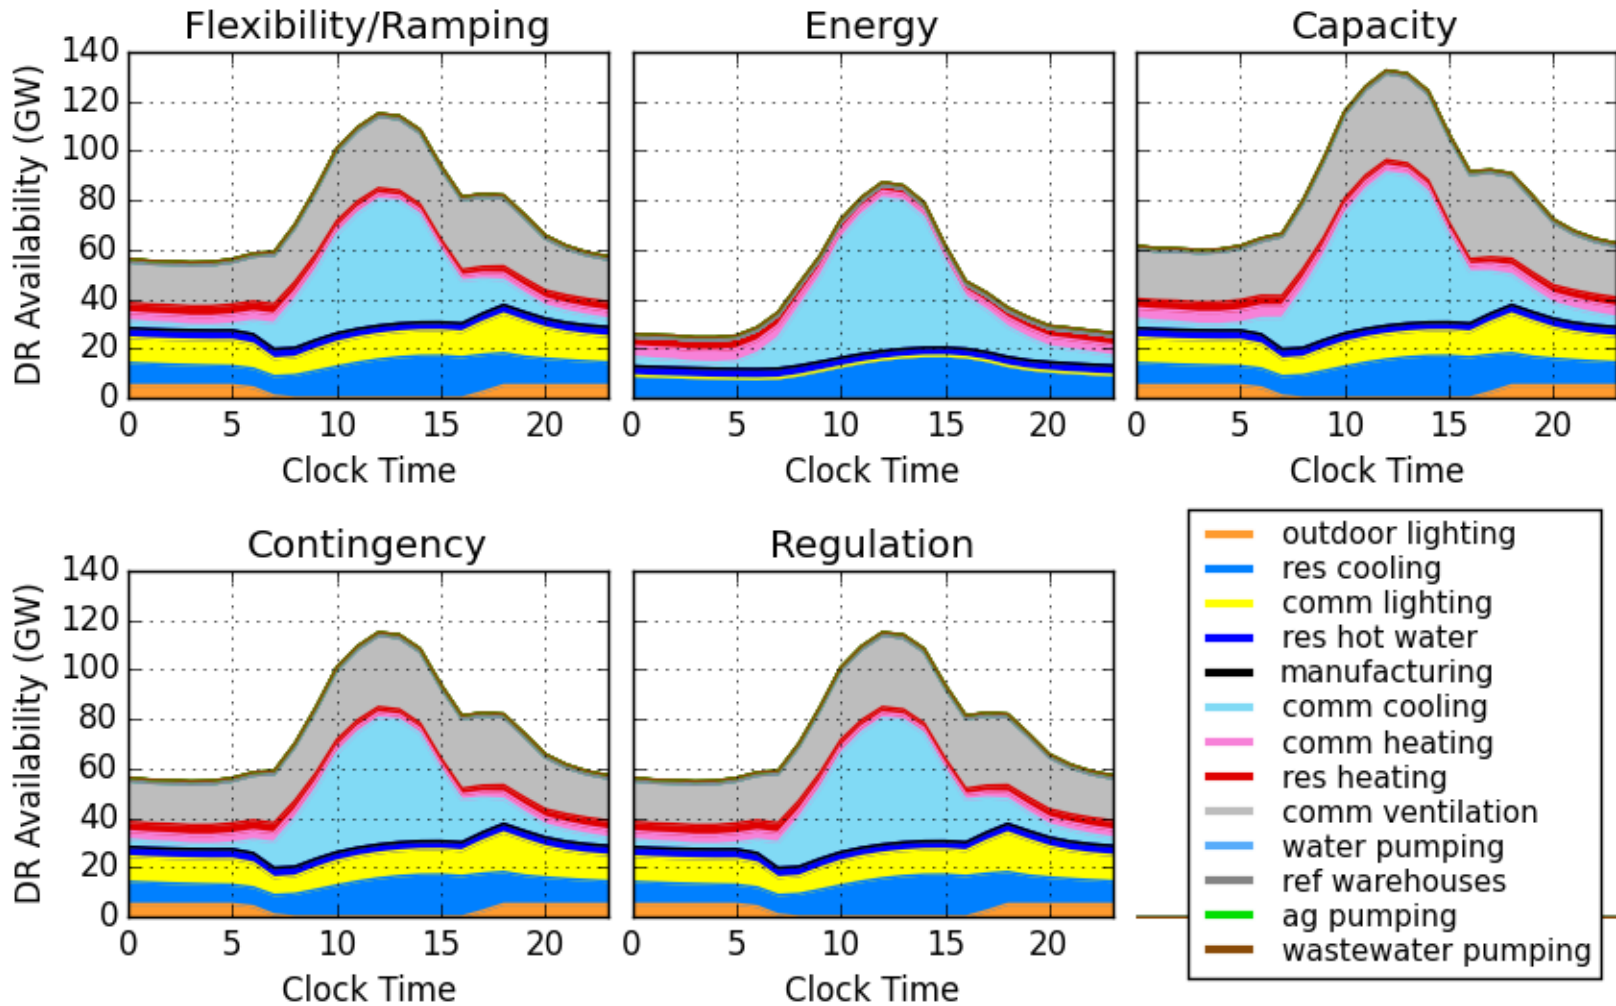 Flexibility/Ramping
Energy
Capacity
DR Availability (GW)
140
120
100
80
60
40
20
0
0 5 10 15 20
0 5 10 15 20
0 5 10 15 20
Clock Time
Clock Time
Clock Time
Contingency
Regulation
DR Availability (GW)
140
120
100
80
60
40
20
0
0 5 10 15 20
0 5 10 15 20
Clock Time
Clock Time
outdoor lighting
res cooling
comm lighting
res hot water
manufacturing
comm cooling
comm heating
res heating
comm ventilation
water pumping
ref warehouses
ag pumping
wastewater pumping